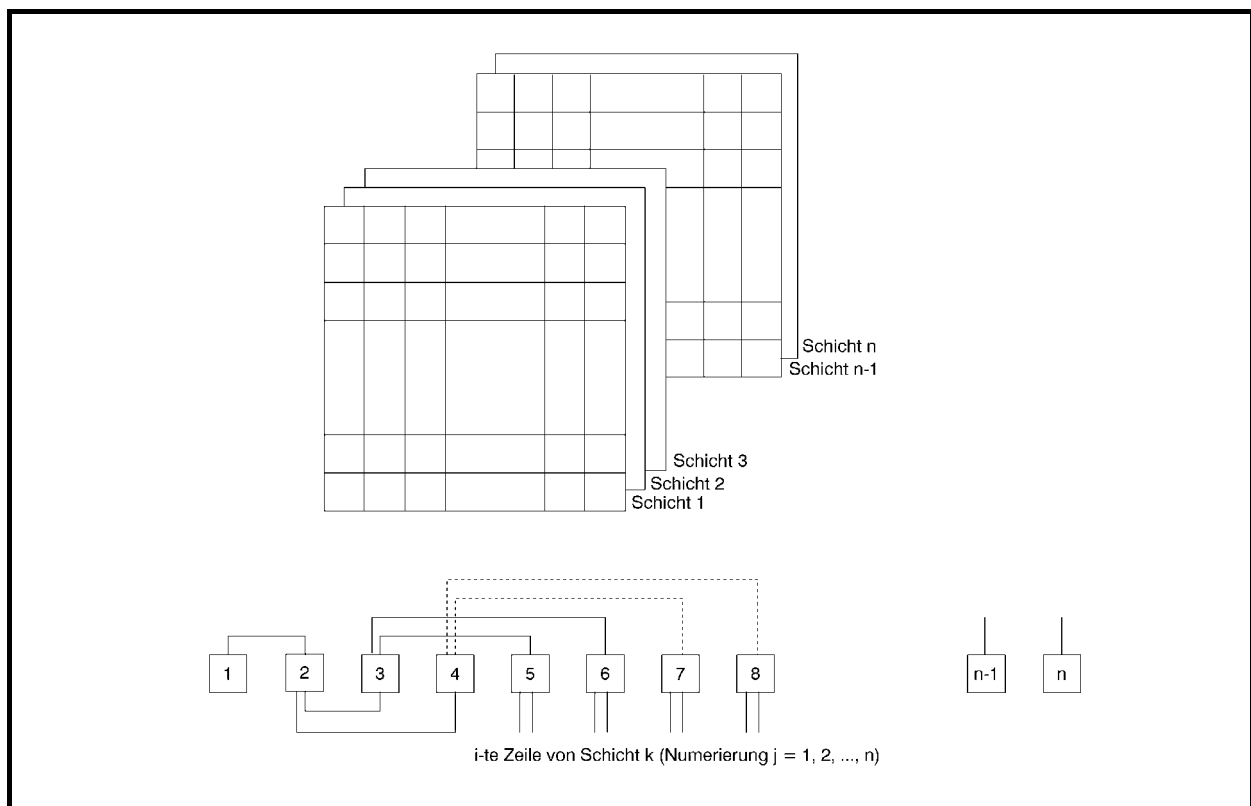 Schicht n
Schicht n-1
Schicht 3
Schicht 2
Schicht 1
1 2 3 4 5 6 7 8 n-1 n
i-te Zeile von Schicht k (Numerierung j = 1, 2, ..., n)